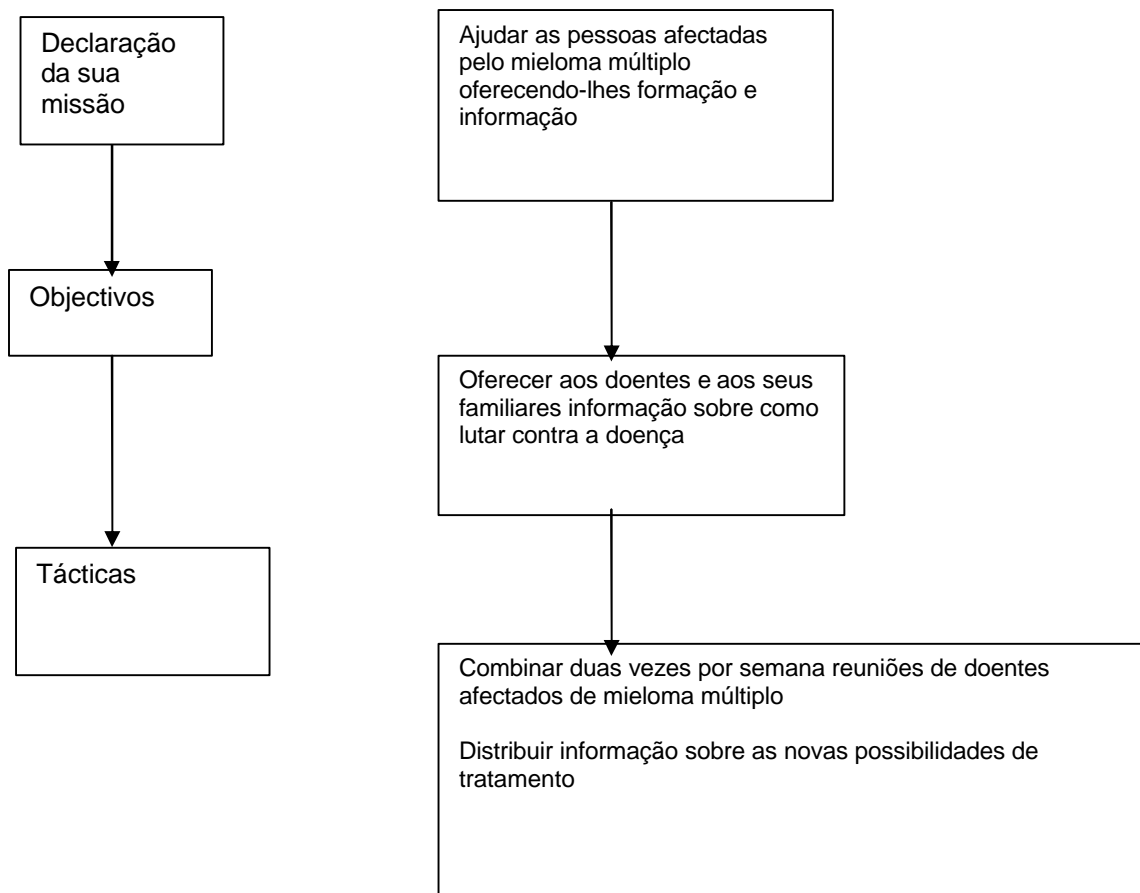 Declaração
da sua
missão
Ajudar as pessoas afectadas
pelo mieloma múltiplo
oferecendo-lhes formação e
informação
Objectivos
Oferecer aos doentes e aos seus
familiares informação sobre como
lutar contra a doença
Tácticas
Combinar duas vezes por semana reuniões de doentes
afectados de mieloma múltiplo
Distribuir informação sobre as novas possibilidades de
tratamento